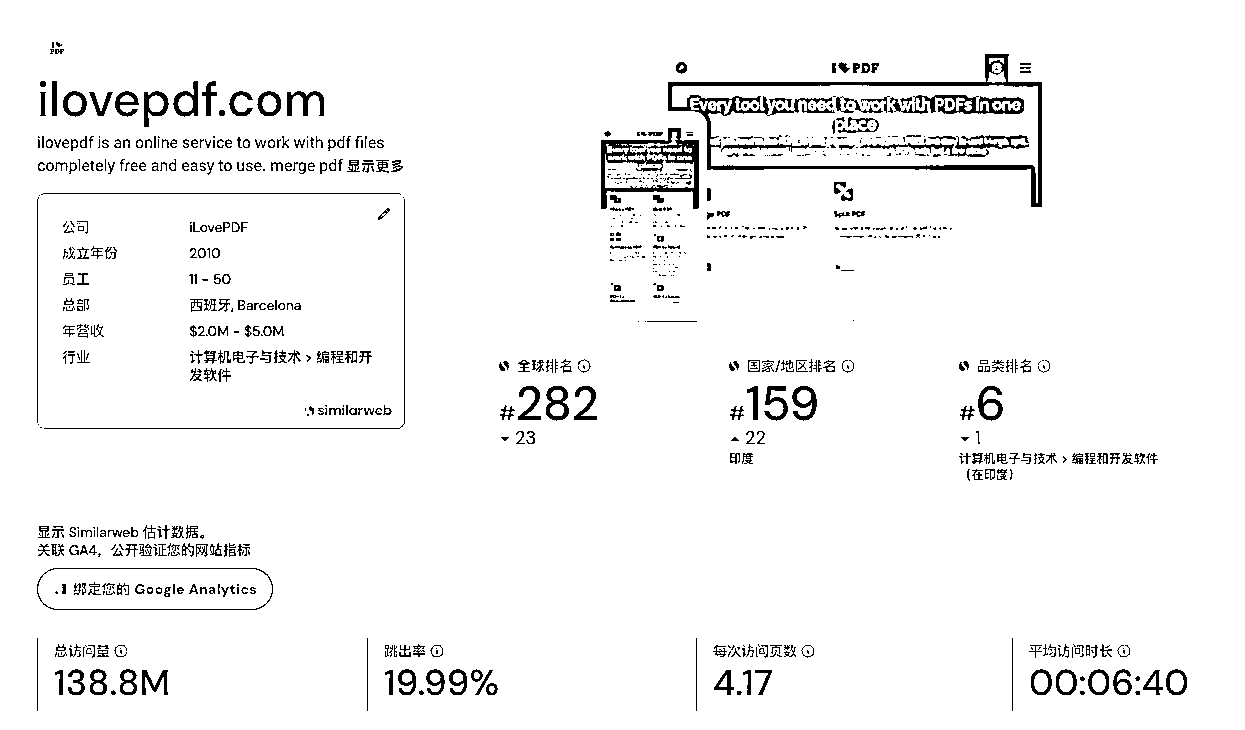 I PDF
ilovepdf.com
ilovepdf is an online service to work with pdf files
completely free and easy to use. merge pdf 显示更多
公司 iLovePDF
成立年份 2010
员工 11 - 50
总部 西班牙, Barcelona
年营收 $2.0M - $5.0M
行业 计算机电子与技术 > 编程和开
发软件
similarweb
I PDF
Every tool you need to work with PDFs in one
place
PDF
Split PDF
全球排名
#282
23
国家/地区排名
#159
22
印度
品类排名
#6
1
计算机电子与技术 > 编程和开发软件
（在印度）
显示 Similarweb 估计数据。
关联 GA4，公开验证您的网站指标
绑定您的 Google Analytics
总访问量
138.8M
跳出率
19.99%
每次访问页数
4.17
平均访问时长
00:06:40